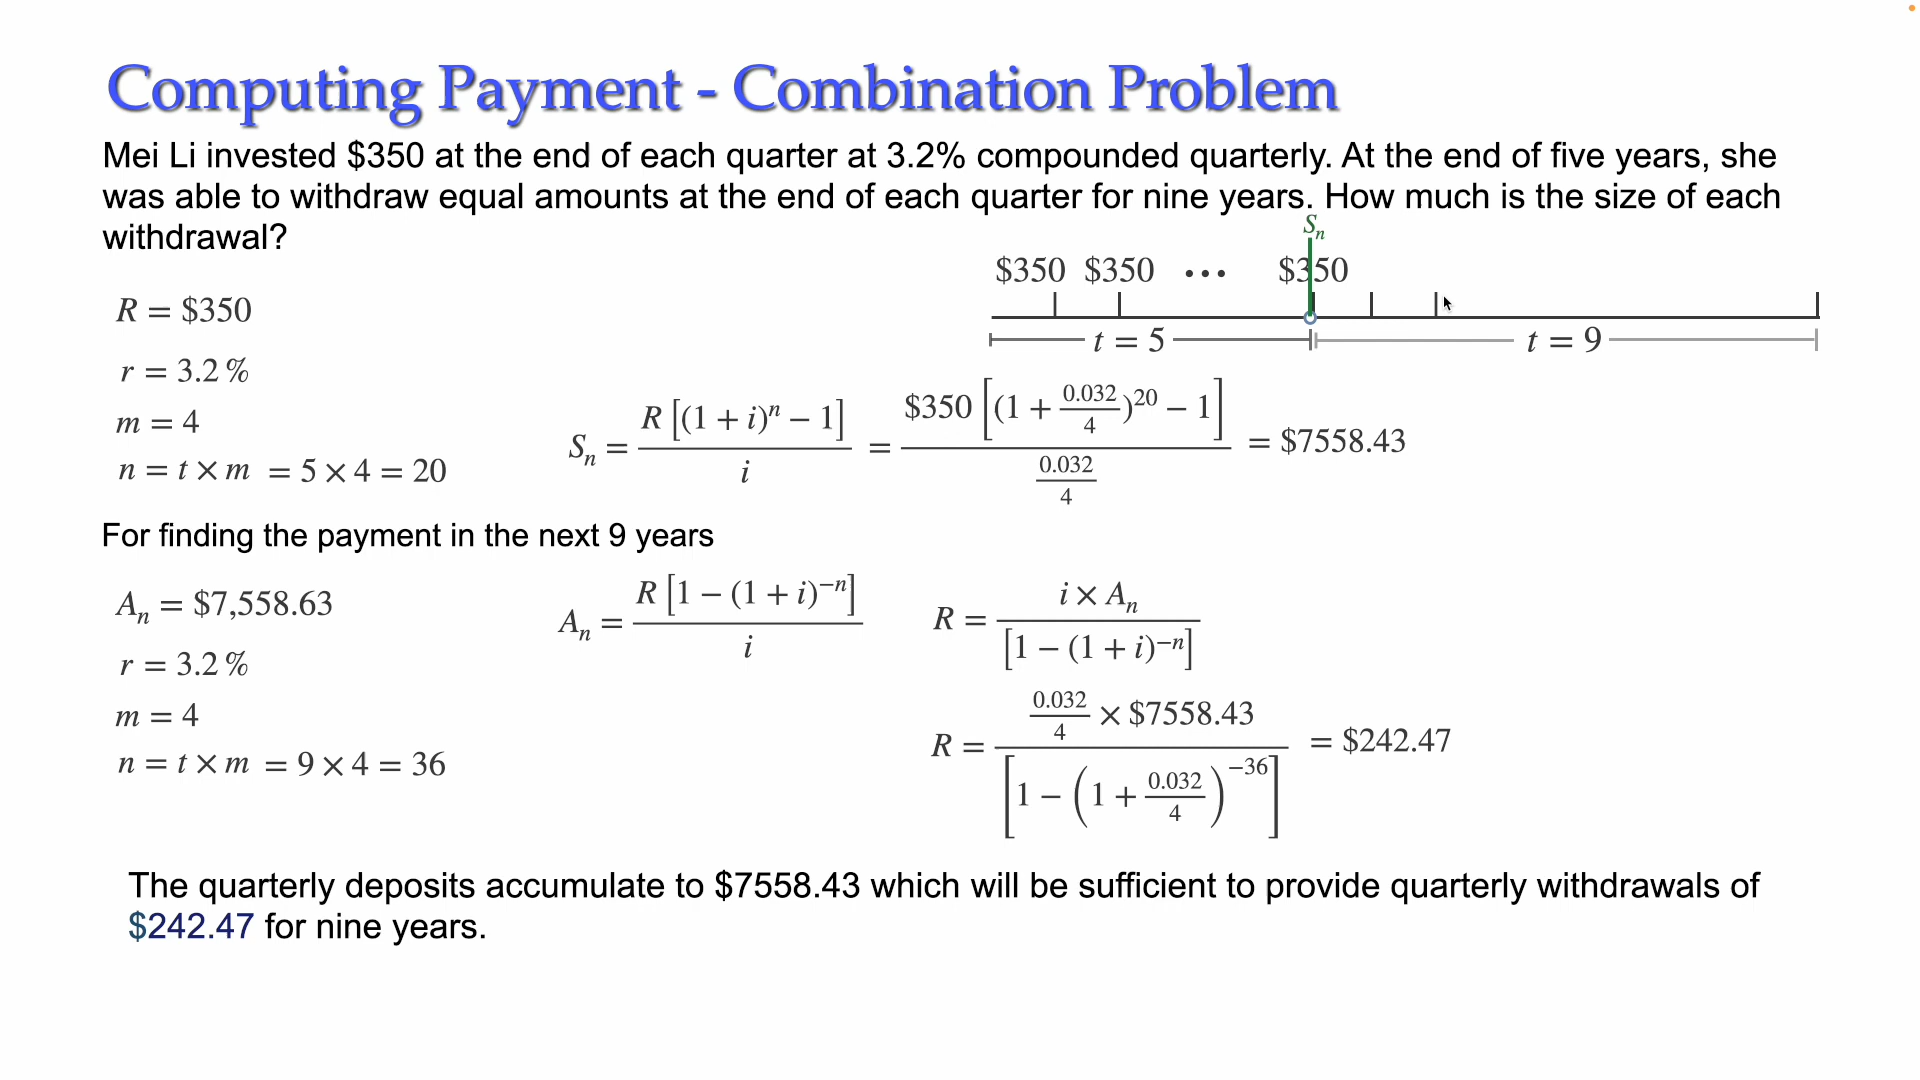 Computing Payment - Combination Problem
Mei Li invested $350 at the end of each quarter at 3.2% compounded quarterly. At the end of five years, she
was able to withdraw equal amounts at the end of each quarter for nine years. How much is the size of each
withdrawal?
Sₙ
$350 $350 ••• $350
t = 5 t = 9
R = $350
r = 3.2 %
m = 4
n = t × m = 5 × 4 = 20
Sₙ = R [(1 + i)ⁿ − 1] / i = $350 [(1 + 0.032/4)²⁰ − 1] / (0.032/4) = $7558.43
For finding the payment in the next 9 years
Aₙ = $7,558.63
r = 3.2 %
m = 4
n = t × m = 9 × 4 = 36
Aₙ = R [1 − (1 + i)⁻ⁿ] / i
R = i × Aₙ / [1 − (1 + i)⁻ⁿ]
R = 0.032/4 × $7558.43 / [1 − (1 + 0.032/4)⁻³⁶] = $242.47
The quarterly deposits accumulate to $7558.43 which will be sufficient to provide quarterly withdrawals of
$242.47 for nine years.